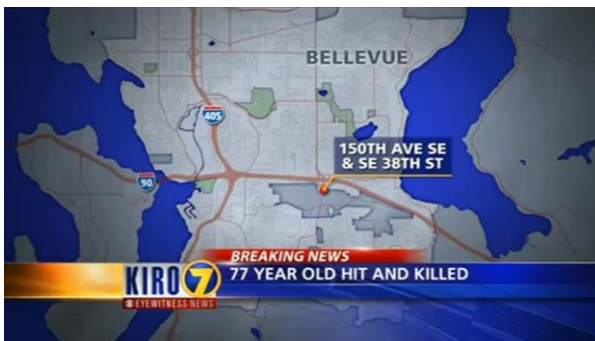 BELLEVUE
405
150TH AVE SE
& SE 38TH ST
90
BREAKING NEWS
77 YEAR OLD HIT AND KILLED
KIRO 7
EYEWITNESS NEWS